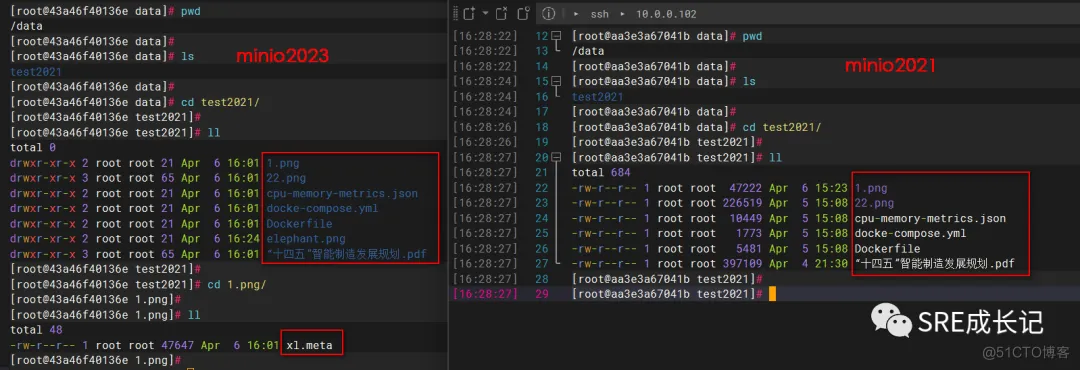 [root@43a46f40136e data]# pwd
/data
[root@43a46f40136e data]#
[root@43a46f40136e data]# ls
test2021
[root@43a46f40136e data]#
[root@43a46f40136e data]# cd test2021/
[root@43a46f40136e test2021]#
[root@43a46f40136e test2021]# ll
total 0
drwxr-xr-x 2 root root 21 Apr  6 16:01 1.png
drwxr-xr-x 3 root root 65 Apr  6 16:01 22.png
drwxr-xr-x 2 root root 21 Apr  6 16:01 cpu-memory-metrics.json
drwxr-xr-x 2 root root 21 Apr  6 16:01 docke-compose.yml
drwxr-xr-x 2 root root 21 Apr  6 16:01 Dockerfile
drwxr-xr-x 2 root root 21 Apr  6 16:24 elephant.png
drwxr-xr-x 3 root root 65 Apr  6 16:01 “十四五”智能制造发展规划.pdf
[root@43a46f40136e test2021]#
[root@43a46f40136e test2021]# cd 1.png/
[root@43a46f40136e 1.png]#
[root@43a46f40136e 1.png]# ll
total 48
-rw-r--r-- 1 root root 47647 Apr  6 16:01 xl.meta
[root@43a46f40136e 1.png]#
minio2023
ssh 10.0.0.102
[16:28:22] 12 [root@aa3e3a67041b data]# pwd
[16:28:22] 13 /data
[16:28:22] 14 [root@aa3e3a67041b data]#
[16:28:24] 15 [root@aa3e3a67041b data]# ls
[16:28:24] 16 test2021
[16:28:24] 17 [root@aa3e3a67041b data]#
[16:28:26] 18 [root@aa3e3a67041b data]# cd test2021/
[16:28:26] 19 [root@aa3e3a67041b test2021]#
[16:28:27] 20 [root@aa3e3a67041b test2021]# ll
[16:28:27] 21 total 684
[16:28:27] 22 -rw-r--r-- 1 root root  47222 Apr  6 15:23 1.png
[16:28:27] 23 -rw-r--r-- 1 root root 226519 Apr  5 15:08 22.png
[16:28:27] 24 -rw-r--r-- 1 root root  10449 Apr  5 15:08 cpu-memory-metrics.json
[16:28:27] 25 -rw-r--r-- 1 root root   1773 Apr  5 15:08 docke-compose.yml
[16:28:27] 26 -rw-r--r-- 1 root root   5481 Apr  5 15:08 Dockerfile
[16:28:27] 27 -rw-r--r-- 1 root root 397109 Apr  4 21:30 “十四五”智能制造发展规划.pdf
[16:28:27] 28 [root@aa3e3a67041b test2021]#
[16:28:27] 29 [root@aa3e3a67041b test2021]#
minio2021
SRE成长记
@51CTO博客